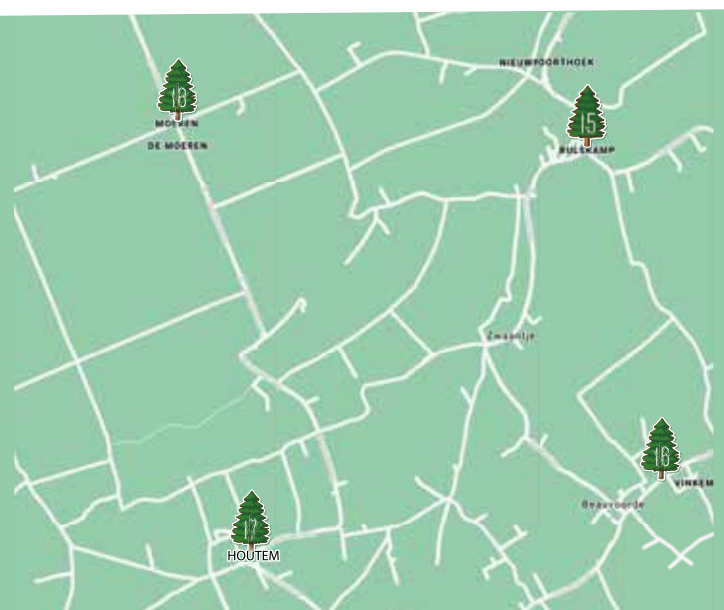 NIEUWPOORTHOEK
18
MOEREN
DE MOEREN
15
BULSKAMP
Zwaantje
16
VINKEM
Beauvoorde
17
HOUTEM